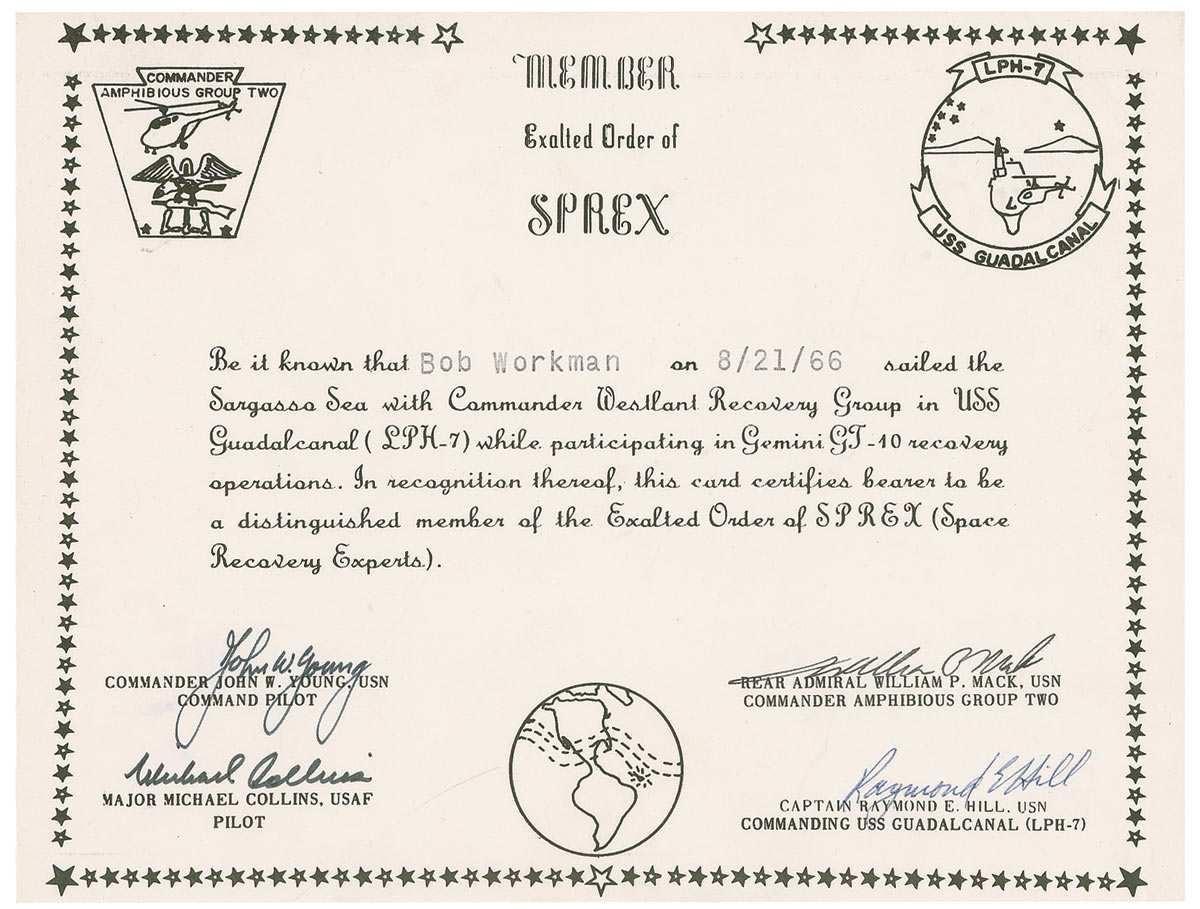 COMMANDER
AMPHIBIOUS GROUP TWO
MEMBER
Exalted Order of
SPREX
LPH-7
USS GUADALCANAL
Be it known that Bob Workman on 8/21/66 sailed the
Sargasso Sea with Commander Westlant Recovery Group in USS
Guadalcanal (LPH-7) while participating in Gemini GT-10 recovery
operations. In recognition thereof, this card certifies bearer to be
a distinguished member of the Exalted Order of SPREX (Space
Recovery Experts).
John W. Young
COMMANDER JOHN W. YOUNG, USN
COMMAND PILOT
Michael Collins
MAJOR MICHAEL COLLINS, USAF
PILOT
William P. Mack
REAR ADMIRAL WILLIAM P. MACK, USN
COMMANDER AMPHIBIOUS GROUP TWO
Raymond E Hill
CAPTAIN RAYMOND E. HILL, USN
COMMANDING USS GUADALCANAL (LPH-7)